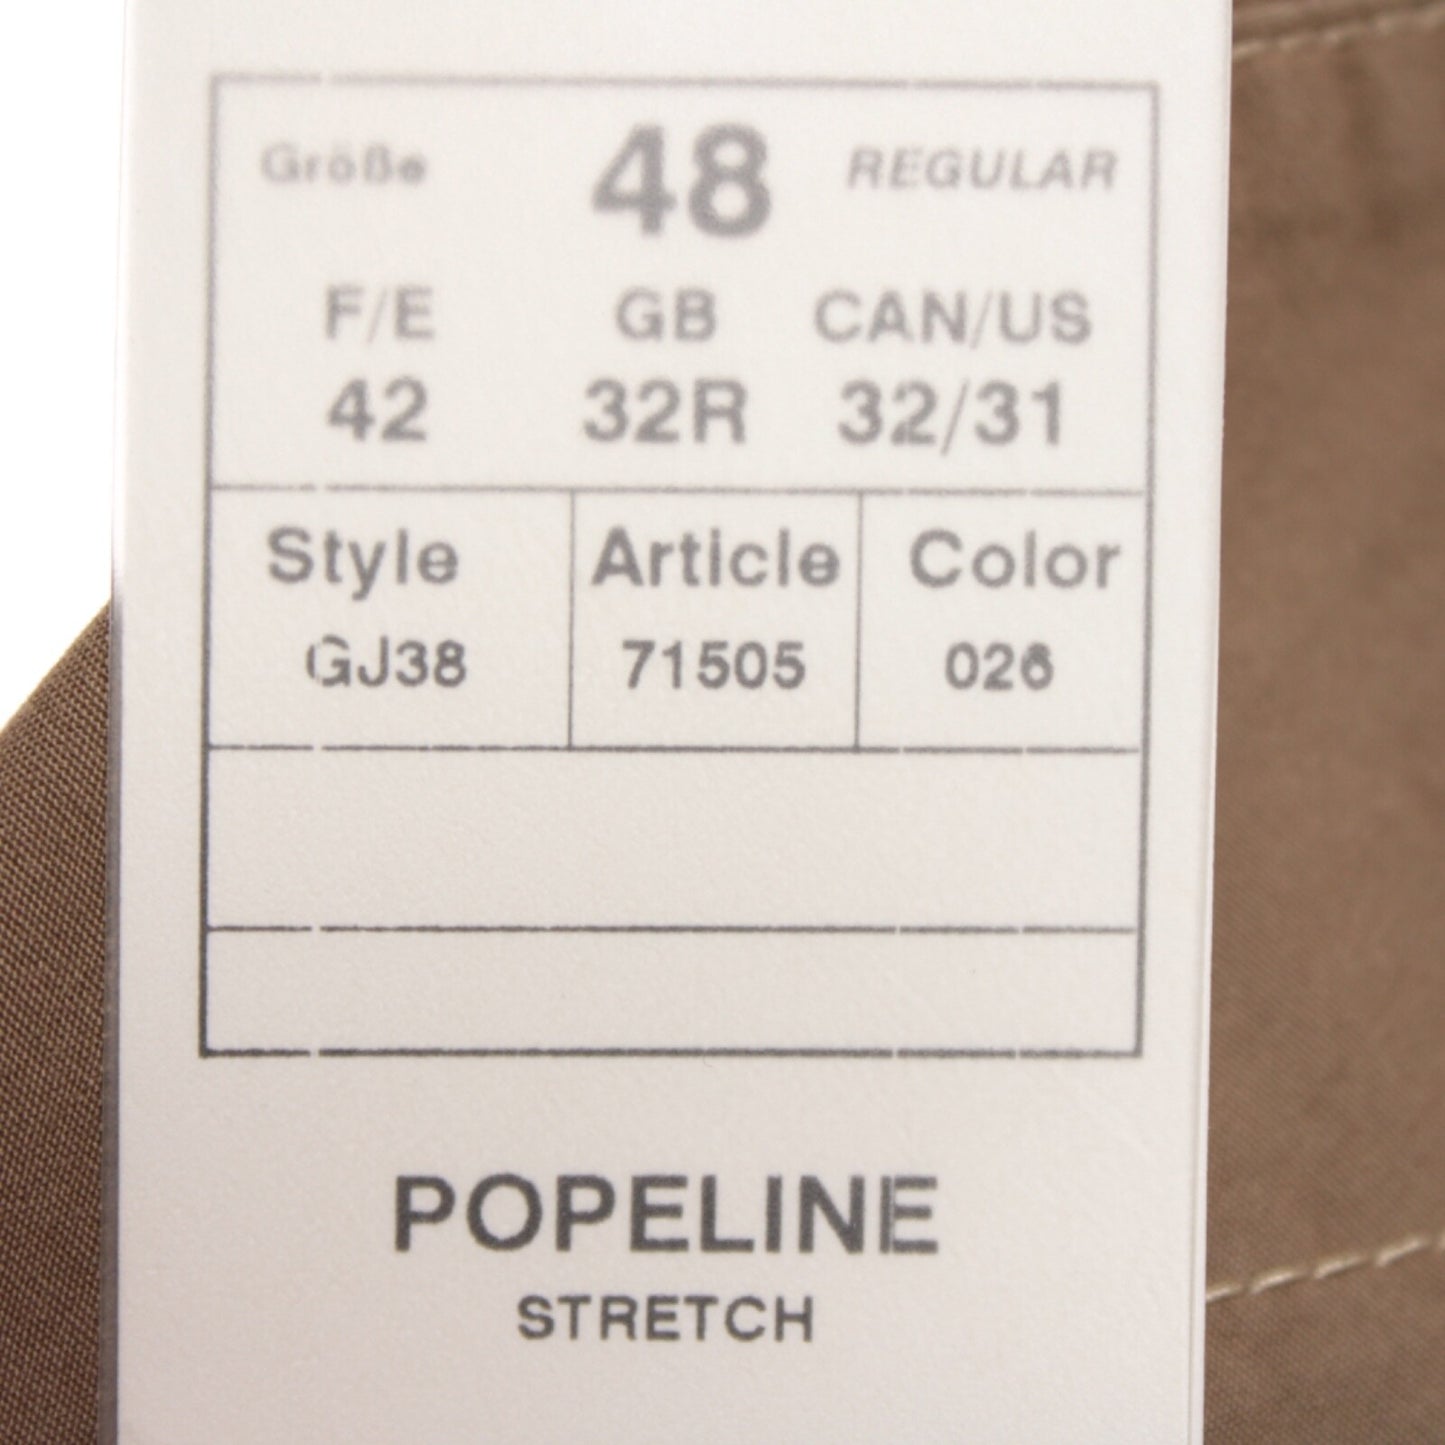 Größe 48 REGULAR
F/E GB CAN/US
42 32R 32/31
Style Article Color
GJ38 71505 026
POPELINE
STRETCH